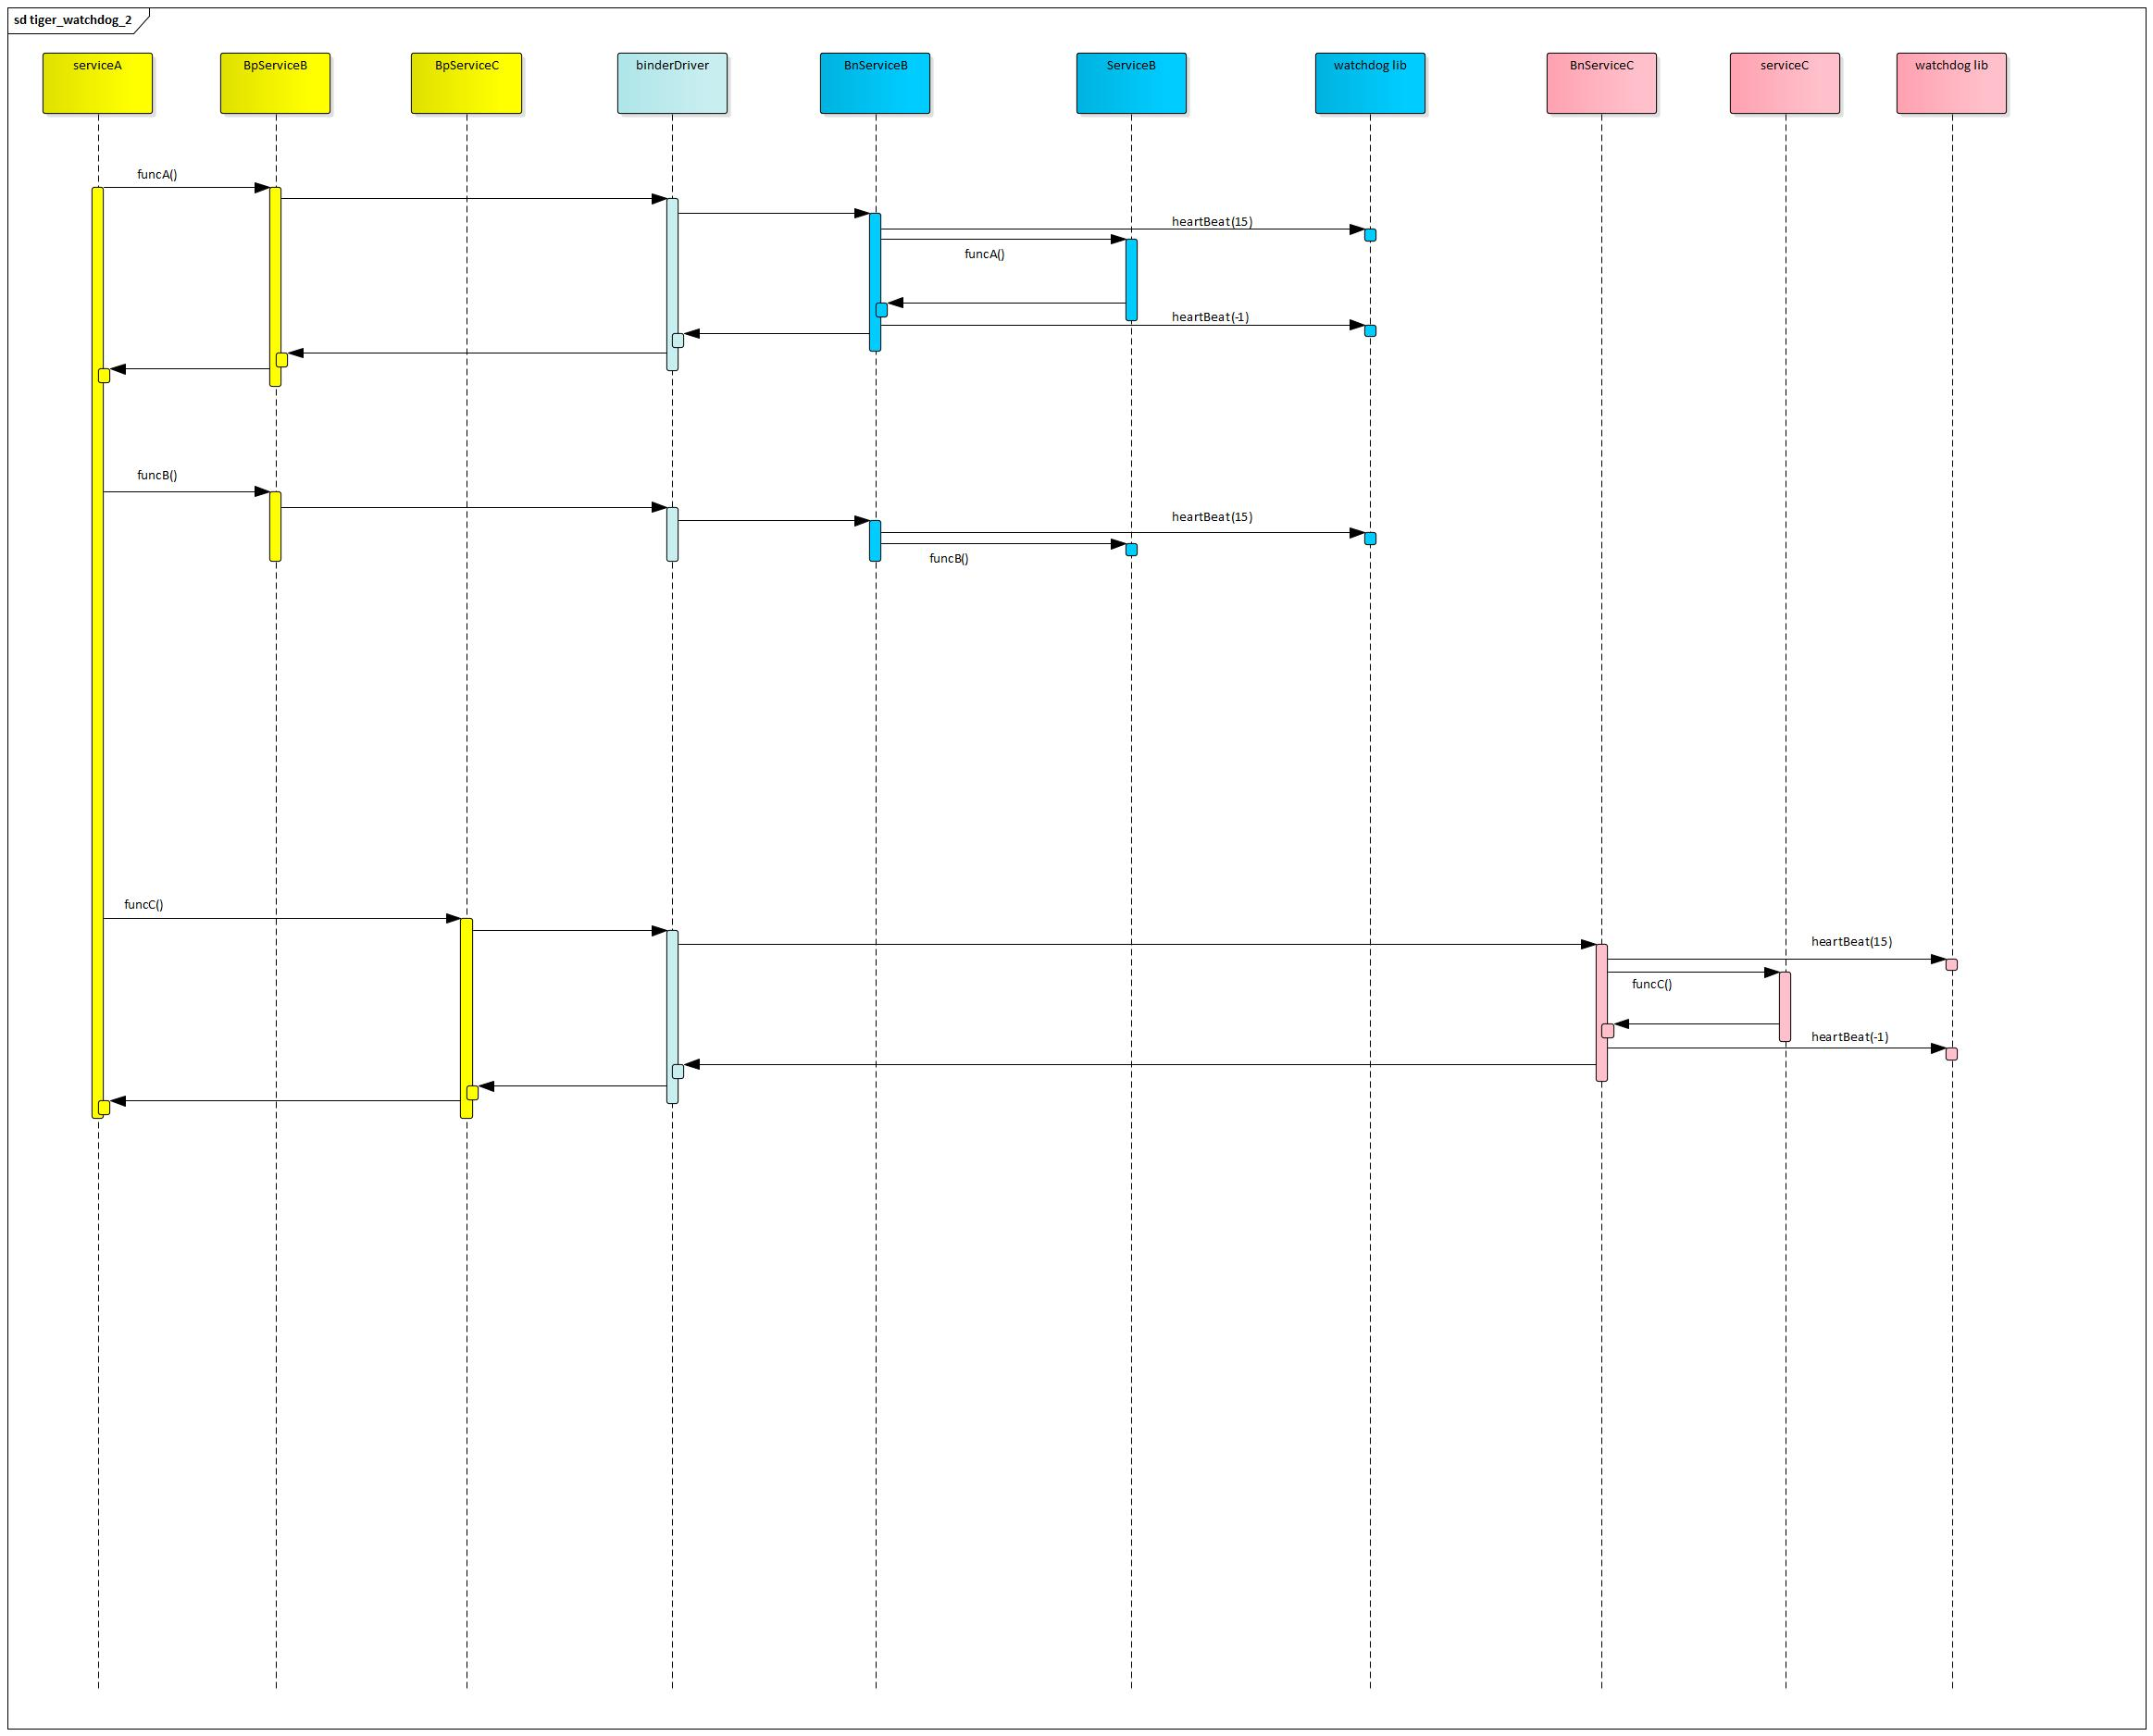 sd tiger_watchdog_2
serviceA
BpServiceB
BpServiceC
binderDriver
BnServiceB
ServiceB
watchdog lib
BnServiceC
serviceC
watchdog lib
funcA()
heartBeat(15)
funcA()
heartBeat(-1)
funcB()
heartBeat(15)
funcB()
funcC()
heartBeat(15)
funcC()
heartBeat(-1)